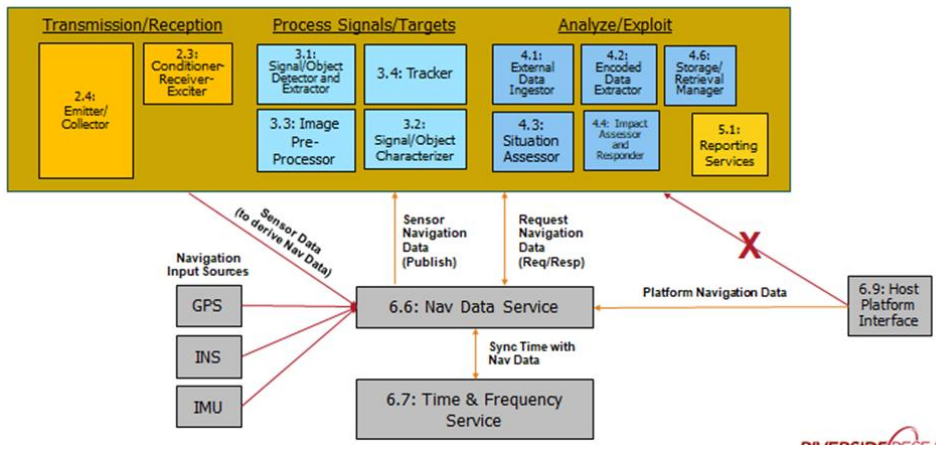 Transmission/Reception
Process Signals/Targets
Analyze/Exploit
2.4:
Emitter/
Collector
2.3:
Conditioner-
Receiver-
Exciter
3.1:
Signal/Object
Detector and
Extractor
3.4: Tracker
3.3: Image
Pre-
Processor
3.2:
Signal/Object
Characterizer
4.1:
External
Data
Ingestor
4.2:
Encoded
Data
Extractor
4.6:
Storage/
Retrieval
Manager
4.3:
Situation
Assessor
4.4: Impact
Assessor
and
Responder
5.1:
Reporting
Services
Sensor Data
(to derive Nav Data)
Sensor
Navigation
Data
(Publish)
Request
Navigation
Data
(Req/Resp)
X
Navigation
Input Sources
GPS
INS
IMU
6.6: Nav Data Service
Platform Navigation Data
6.9: Host
Platform
Interface
Sync Time with
Nav Data
6.7: Time & Frequency
Service